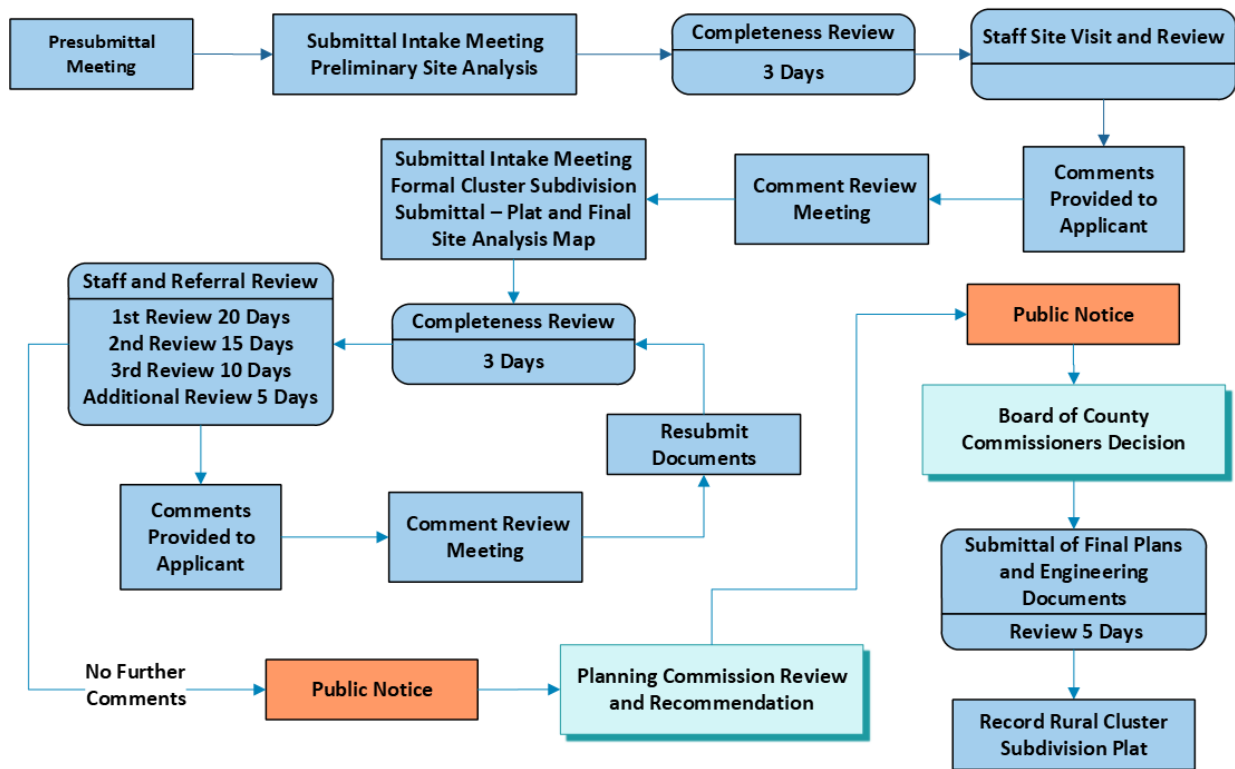 Presubmittal
Meeting
Submittal Intake Meeting
Preliminary Site Analysis
Completeness Review
3 Days
Staff Site Visit and Review
Comments
Provided to
Applicant
Comment Review
Meeting
Submittal Intake Meeting
Formal Cluster Subdivision
Submittal – Plat and Final
Site Analysis Map
Completeness Review
3 Days
Staff and Referral Review
1st Review 20 Days
2nd Review 15 Days
3rd Review 10 Days
Additional Review 5 Days
Comments
Provided to
Applicant
Comment Review
Meeting
Resubmit
Documents
No Further
Comments
Public Notice
Planning Commission Review
and Recommendation
Public Notice
Board of County
Commissioners Decision
Submittal of Final Plans
and Engineering
Documents
Review 5 Days
Record Rural Cluster
Subdivision Plat